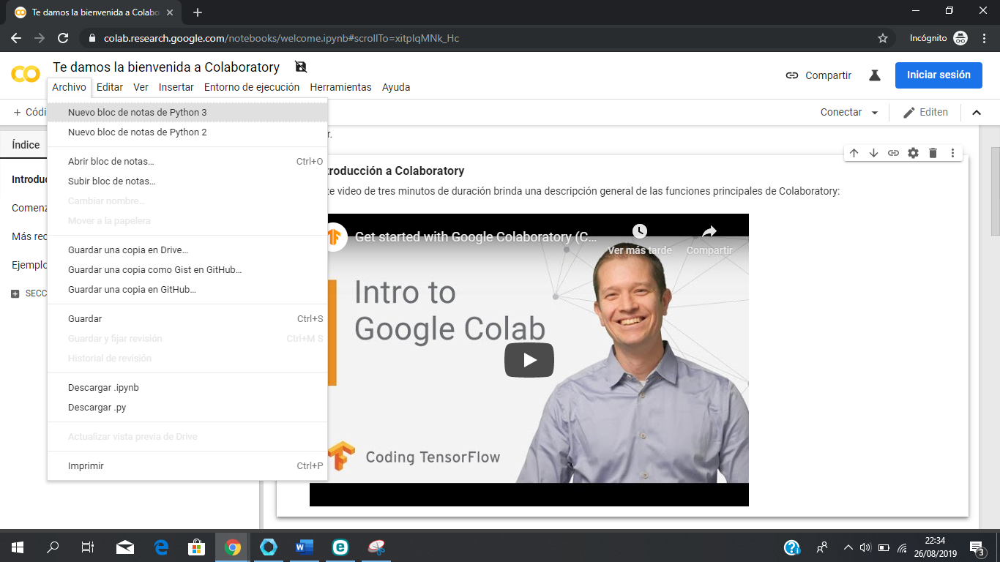 Te damos la bienvenida a Colabo
colab.research.google.com/notebooks/welcome.ipynb#scrollTo=xitplqMNk_Hc
Incógnito
Te damos la bienvenida a Colaboratory
Compartir
Iniciar sesión
Archivo Editar Ver Insertar Entorno de ejecución Herramientas Ayuda
+ Códi
Conectar
Editen
Índice
Introduc
Comenz
Más rec
Ejemplo
SECC
Nuevo bloc de notas de Python 3
Nuevo bloc de notas de Python 2
Abrir bloc de notas... Ctrl+O
Subir bloc de notas...
Cambiar nombre...
Mover a la papelera
Guardar una copia en Drive...
Guardar una copia como Gist en GitHub...
Guardar una copia en GitHub...
Guardar Ctrl+S
Guardar y fijar revisión Ctrl+M S
Historial de revisión
Descargar .ipynb
Descargar .py
Actualizar vista previa de Drive
Imprimir Ctrl+P
r.
troducción a Colaboratory
te video de tres minutos de duración brinda una descripción general de las funciones principales de Colaboratory:
Get started with Google Colaboratory (C...
Ver más tarde
Compartir
Intro to
Google Colab
Coding TensorFlow
22:34
26/08/2019
3